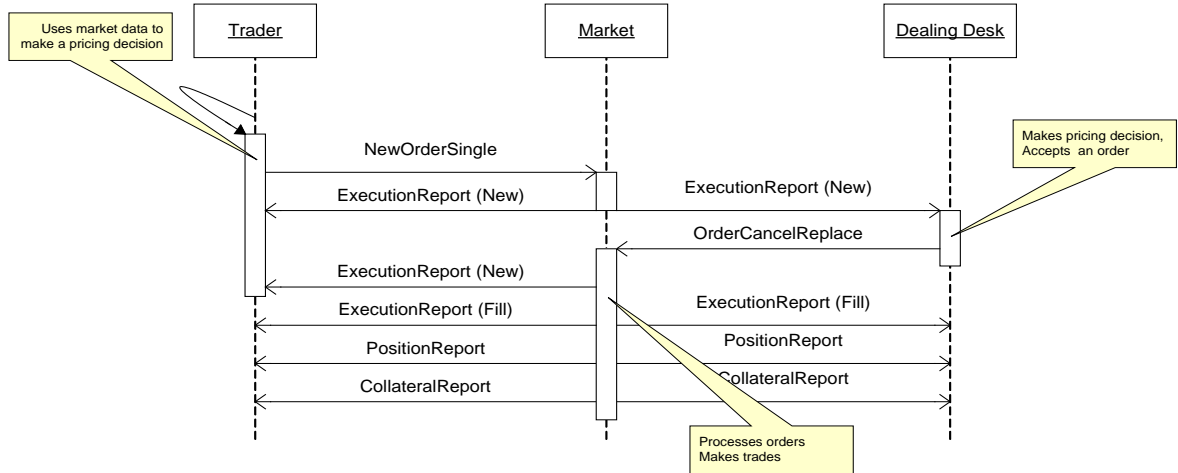 Uses market data to
make a pricing decision
Trader
Market
Dealing Desk
Makes pricing decision,
Accepts an order
NewOrderSingle
ExecutionReport (New)
ExecutionReport (New)
OrderCancelReplace
ExecutionReport (New)
ExecutionReport (Fill)
ExecutionReport (Fill)
PositionReport
PositionReport
CollateralReport
CollateralReport
Processes orders
Makes trades